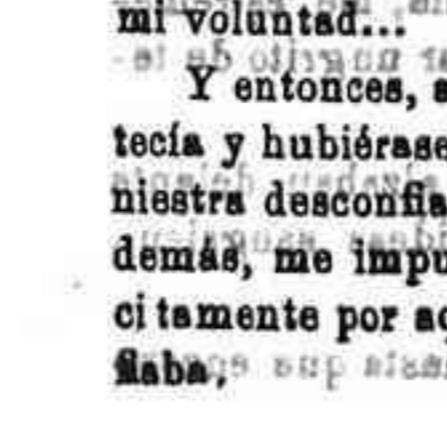 mi voluntad...
Y entonces,
tecía y hubiérase
niestra desconfia
demás, me impu
citamente por
flaba,